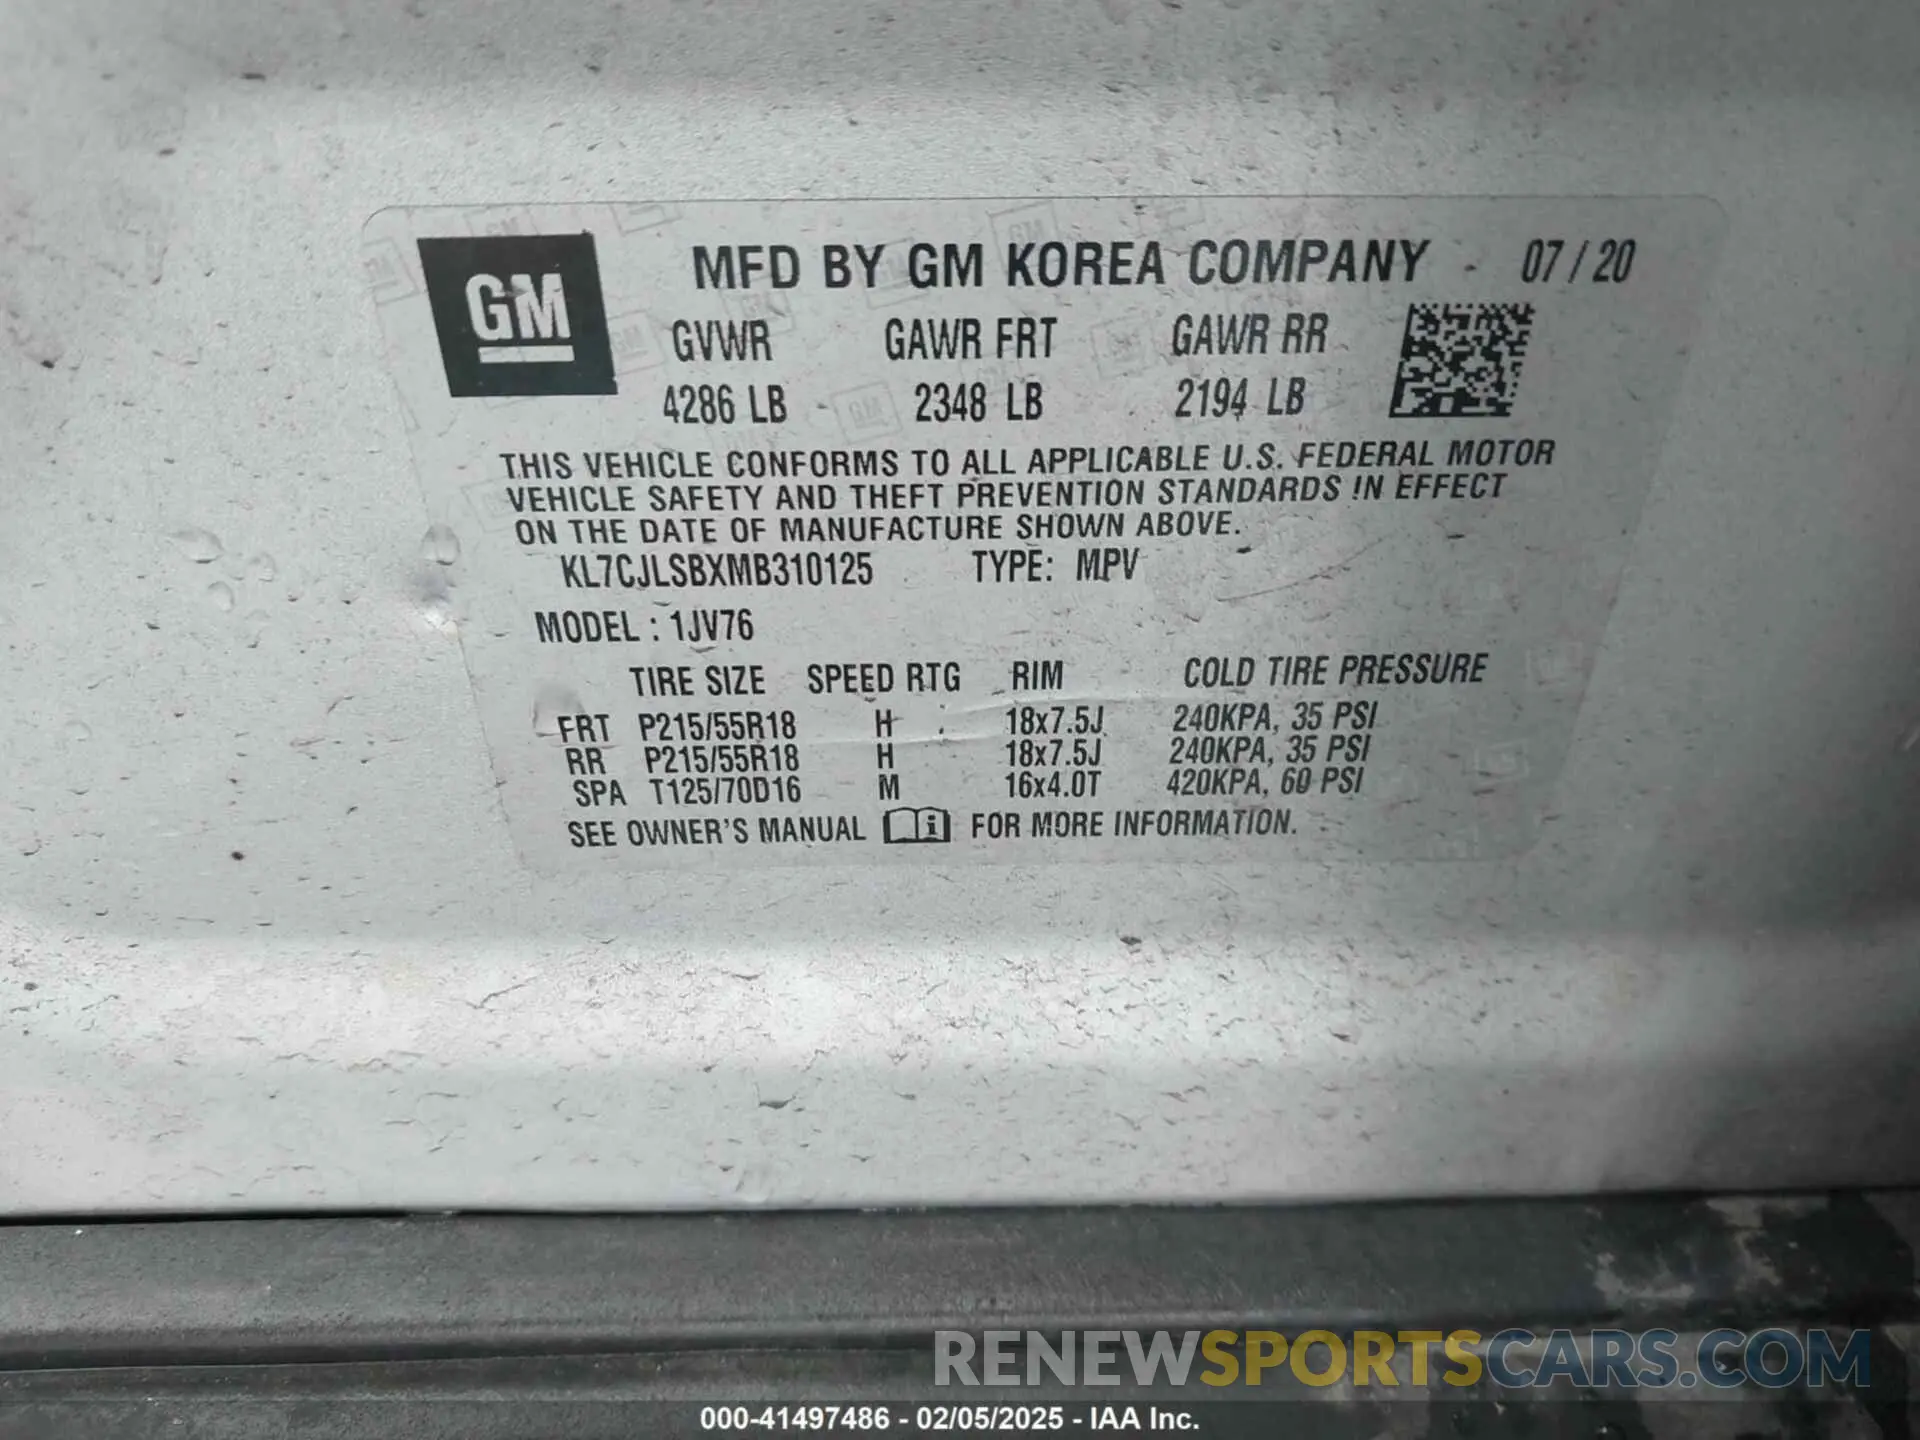 GM
MFD BY GM KOREA COMPANY 07/20
GVWR GAWR FRT GAWR RR
4286 LB 2348 LB 2194 LB
THIS VEHICLE CONFORMS TO ALL APPLICABLE U.S. FEDERAL MOTOR
VEHICLE SAFETY AND THEFT PREVENTION STANDARDS IN EFFECT
ON THE DATE OF MANUFACTURE SHOWN ABOVE.
KL7CJLSBXMB310125 TYPE: MPV
MODEL : 1JV76
TIRE SIZE SPEED RTG RIM COLD TIRE PRESSURE
FRT P215/55R18 H 18x7.5J 240KPA, 35 PSI
RR P215/55R18 H 18x7.5J 240KPA, 35 PSI
SPA T125/70D16 M 16x4.0T 420KPA, 60 PSI
SEE OWNER'S MANUAL i FOR MORE INFORMATION.
RENEWSPORTSCARS.COM
000-41497486 - 02/05/2025 - IAA Inc.